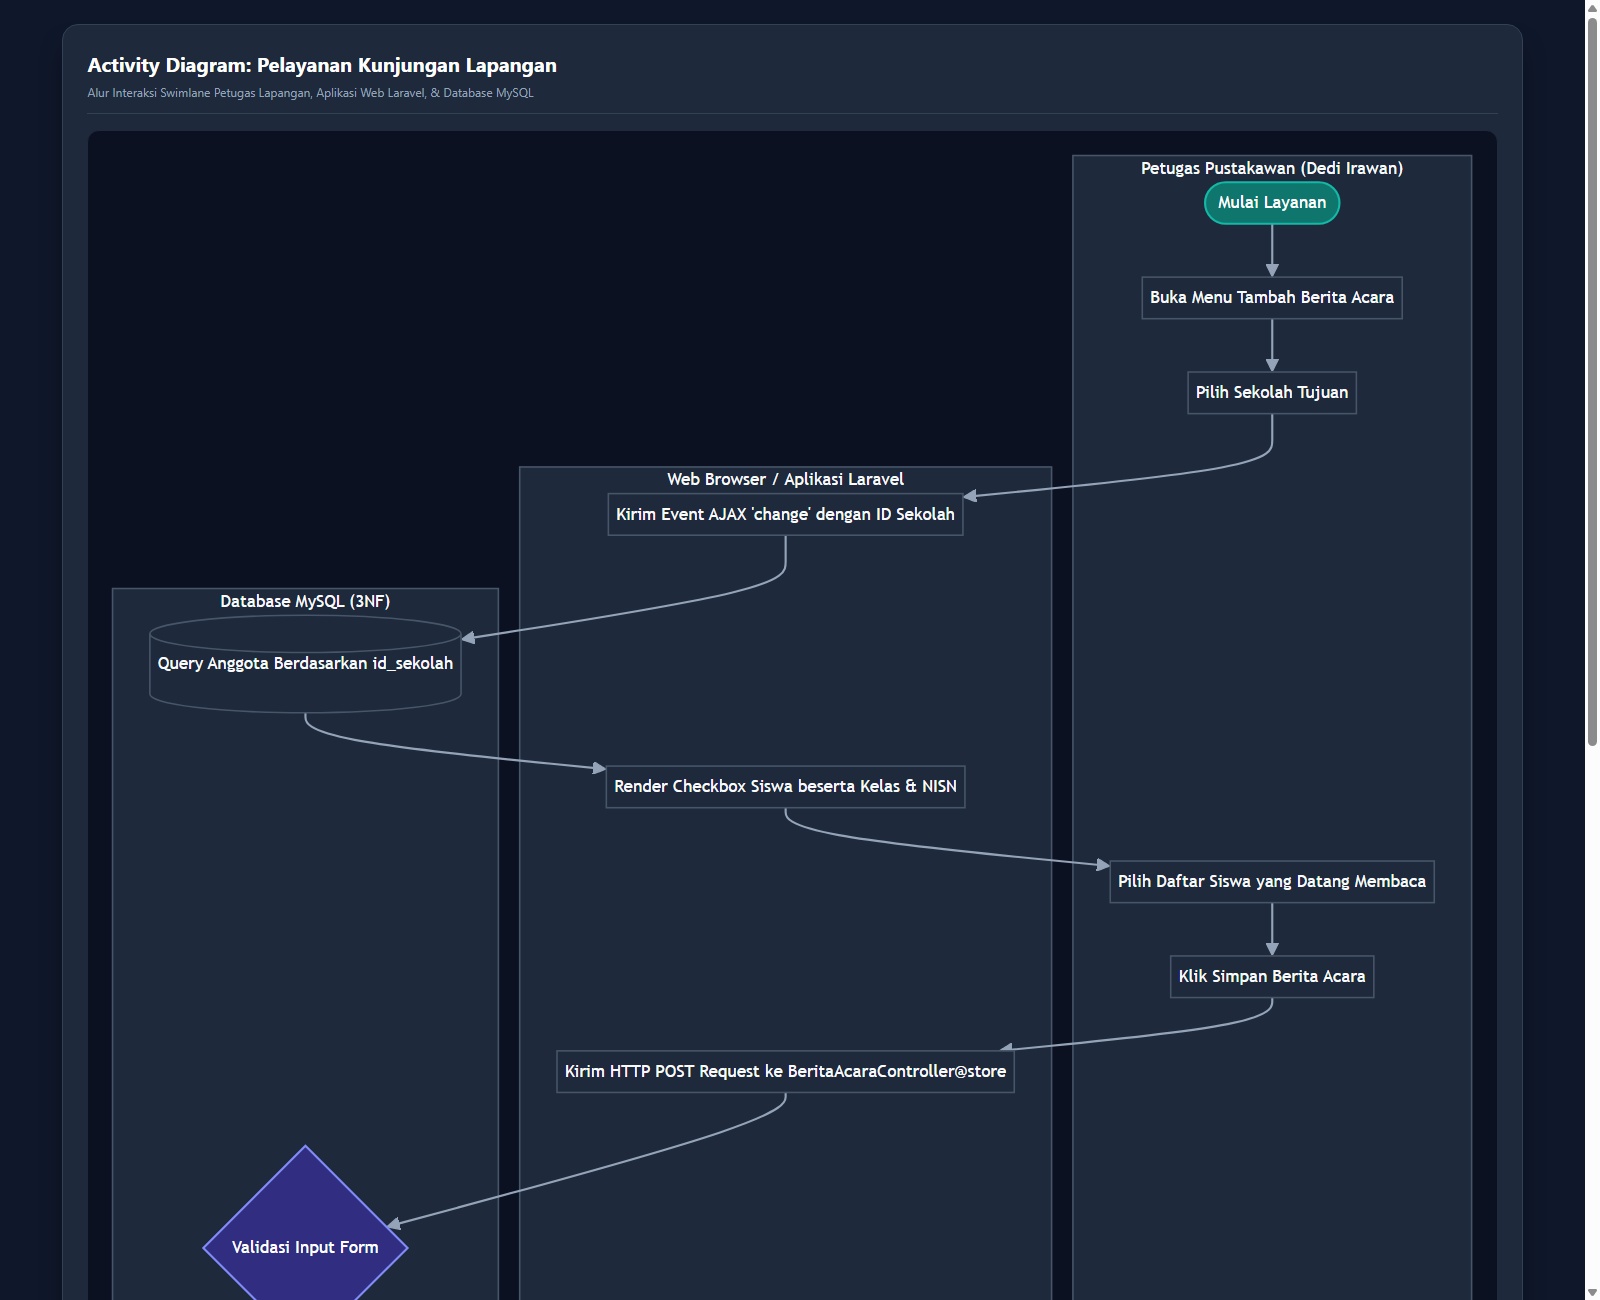 Activity Diagram: Pelayanan Kunjungan Lapangan
Alur Interaksi Swimlane Petugas Lapangan, Aplikasi Web Laravel, & Database MySQL
Petugas Pustakawan (Dedi Irawan)
Mulai Layanan
Buka Menu Tambah Berita Acara
Pilih Sekolah Tujuan
Web Browser / Aplikasi Laravel
Kirim Event AJAX 'change' dengan ID Sekolah
Database MySQL (3NF)
Query Anggota Berdasarkan id_sekolah
Render Checkbox Siswa beserta Kelas & NISN
Pilih Daftar Siswa yang Datang Membaca
Klik Simpan Berita Acara
Kirim HTTP POST Request ke BeritaAcaraController@store
Validasi Input Form